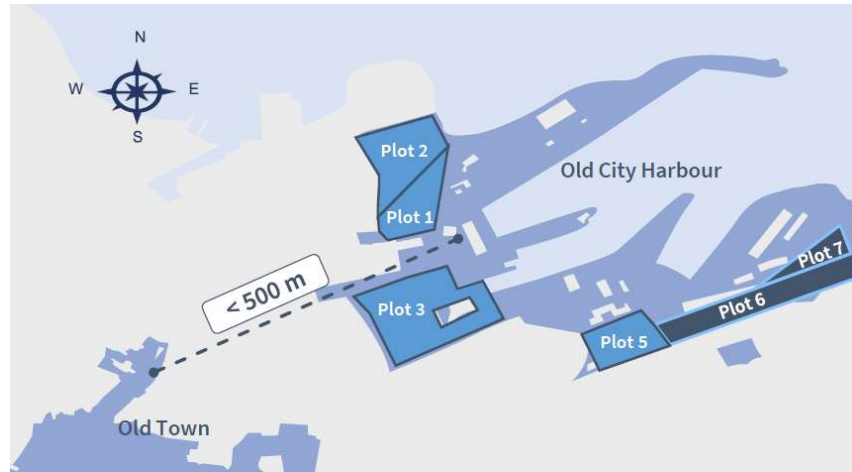 N
W E
S
Plot 2
Plot 1
Old City Harbour
< 500 m
Plot 3
Plot 7
Plot 6
Plot 5
Old Town